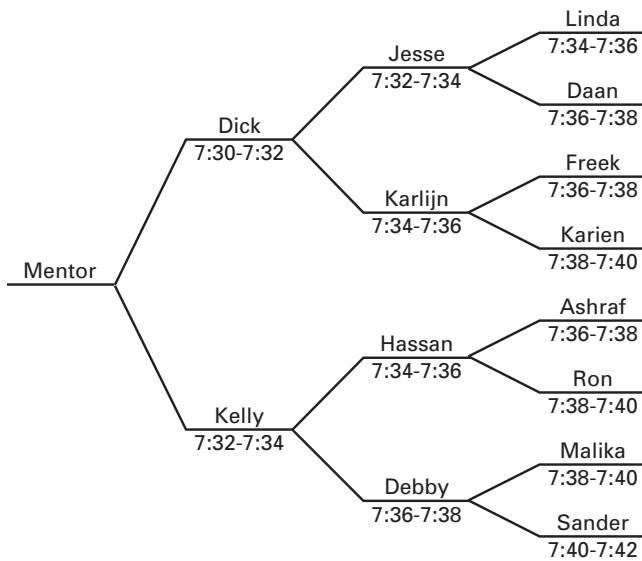 Linda
7:34-7:36
Jesse
7:32-7:34
Daan
7:36-7:38
Dick
7:30-7:32
Freek
7:36-7:38
Karlijn
7:34-7:36
Karien
7:38-7:40
Mentor
Ashraf
7:36-7:38
Hassan
7:34-7:36
Ron
7:38-7:40
Kelly
7:32-7:34
Malika
7:38-7:40
Debby
7:36-7:38
Sander
7:40-7:42